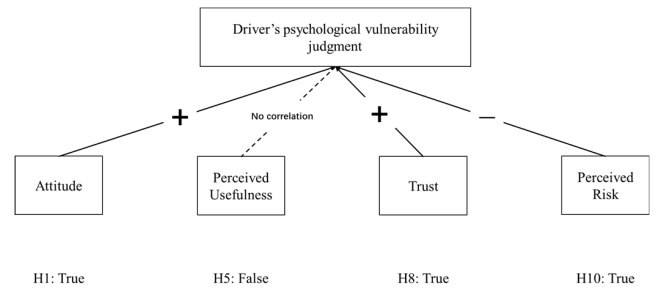 Driver's psychological vulnerability
judgment
+
No correlation
+
—
Attitude
Perceived
Usefulness
Trust
Perceived
Risk
H1: True
H5: False
H8: True
H10: True